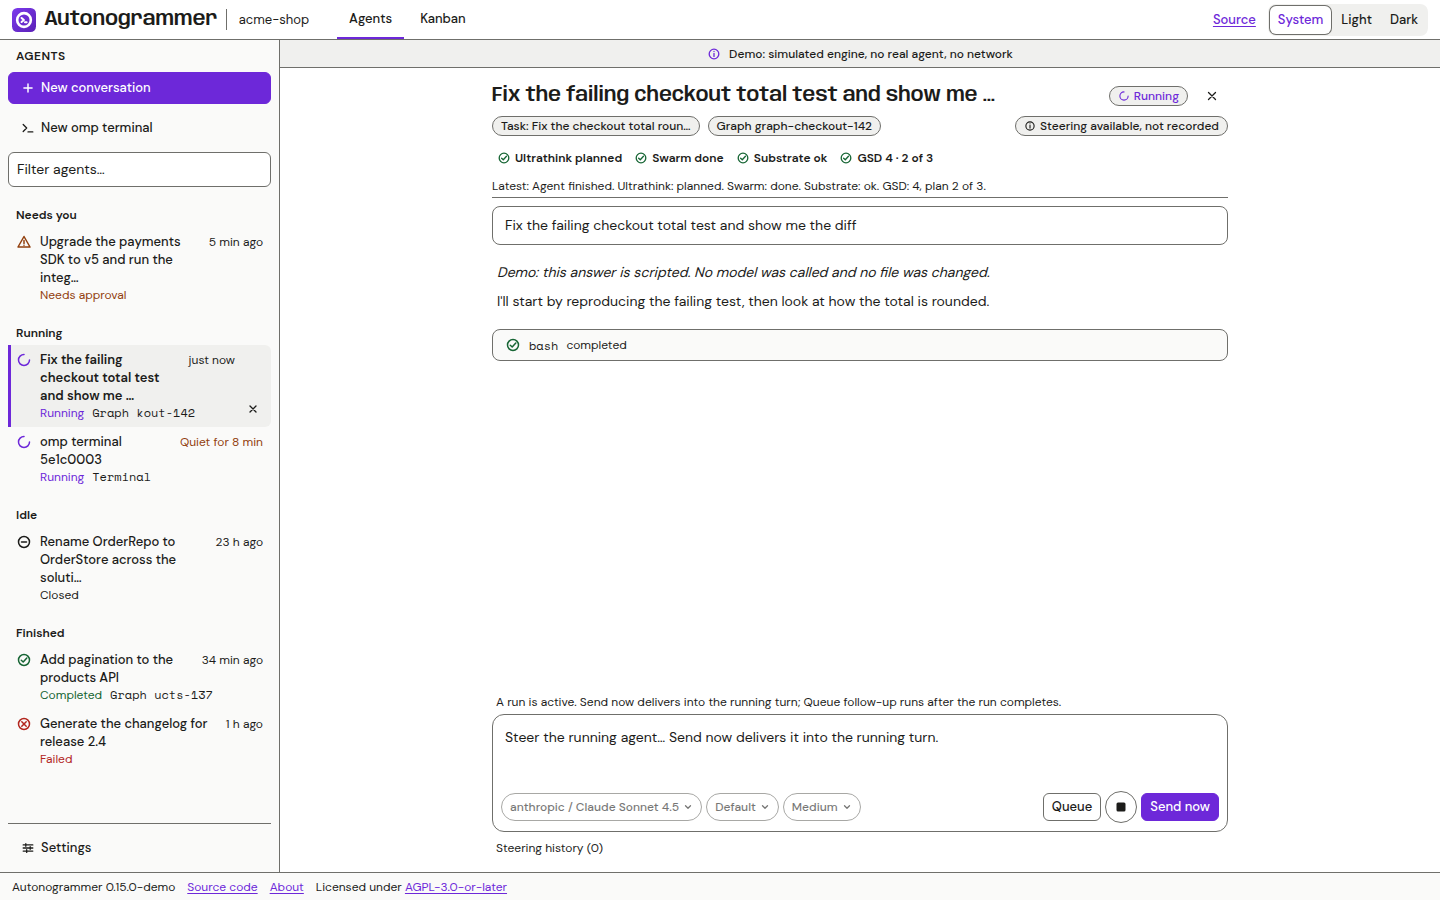 Autonogrammer
acme-shop
Agents
Kanban
Source
System
Light
Dark
AGENTS
New conversation
New omp terminal
Filter agents…
Needs you
Upgrade the payments
5 min ago
SDK to v5 and run the
integ…
Needs approval
Running
Fix the failing
just now
checkout total test
and show me …
Running Graph kout-142
omp terminal
Quiet for 8 min
5e1c0003
Running Terminal
Idle
Rename OrderRepo to
23 h ago
OrderStore across the
soluti…
Closed
Finished
Add pagination to the
34 min ago
products API
Completed Graph ucts-137
Generate the changelog for
1 h ago
release 2.4
Failed
Settings
Demo: simulated engine, no real agent, no network
Fix the failing checkout total test and show me …
Running
Task: Fix the checkout total roun…
Graph graph-checkout-142
Steering available, not recorded
Ultrathink planned
Swarm done
Substrate ok
GSD 4 · 2 of 3
Latest: Agent finished. Ultrathink: planned. Swarm: done. Substrate: ok. GSD: 4, plan 2 of 3.
Fix the failing checkout total test and show me the diff
Demo: this answer is scripted. No model was called and no file was changed.
I'll start by reproducing the failing test, then look at how the total is rounded.
bash completed
A run is active. Send now delivers into the running turn; Queue follow-up runs after the run completes.
Steer the running agent… Send now delivers it into the running turn.
anthropic / Claude Sonnet 4.5
Default
Medium
Queue
Send now
Steering history (0)
Autonogrammer 0.15.0-demo
Source code
About
Licensed under AGPL-3.0-or-later